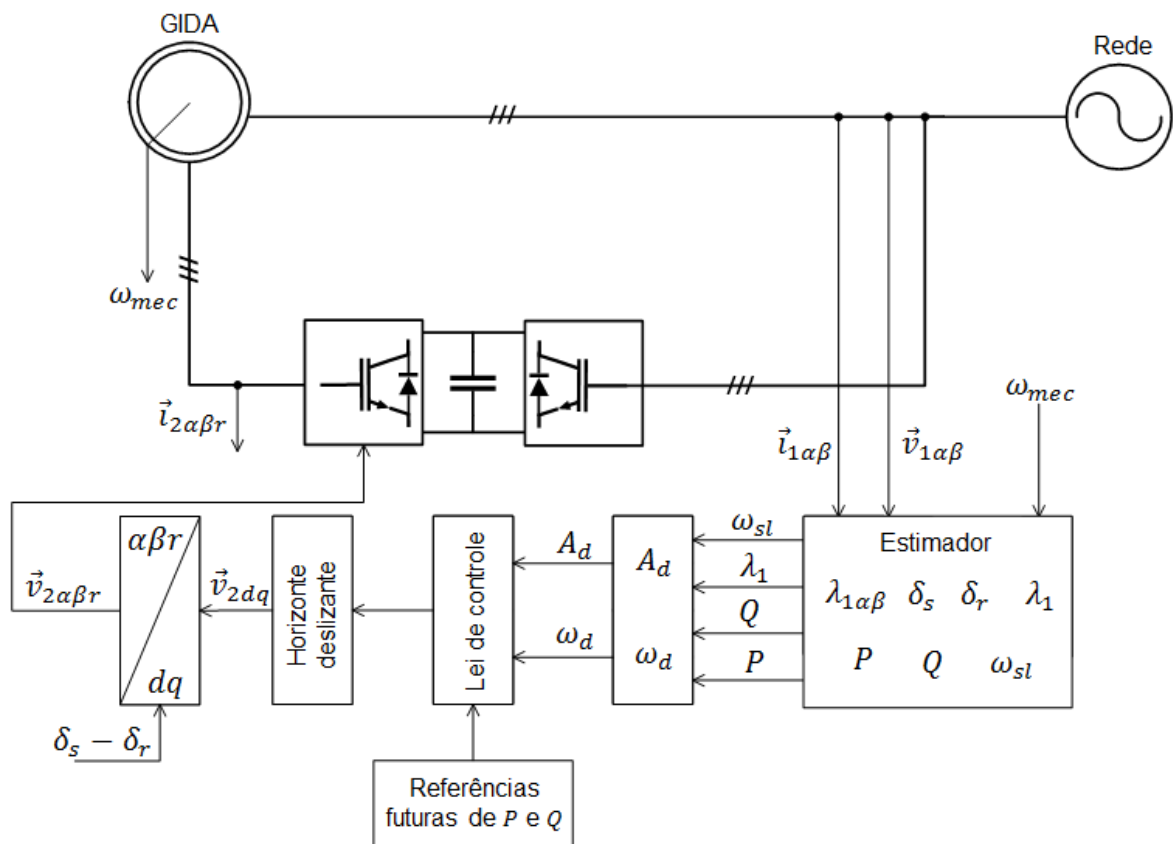 GIDA
Rede
ω_mec
i⃗_2αβr
i⃗_1αβ
v⃗_1αβ
ω_mec
αβr
dq
v⃗_2αβr
v⃗_2dq
δ_s − δ_r
Horizonte
deslizante
Lei de controle
A_d
ω_d
A_d
ω_d
ω_sl
λ_1
Q
P
Estimador
λ_1αβ δ_s δ_r λ_1
P Q ω_sl
Referências
futuras de P e Q